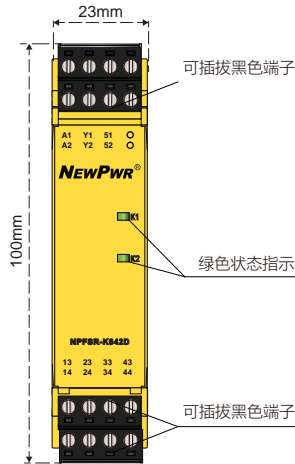 23mm
可插拔黑色端子
A1 Y1 51
A2 Y2 52
NEWPWR®
K1
100mm
K2
绿色状态指示
NPFSR-K642D
13 23 33 43
14 24 34 44
可插拔黑色端子